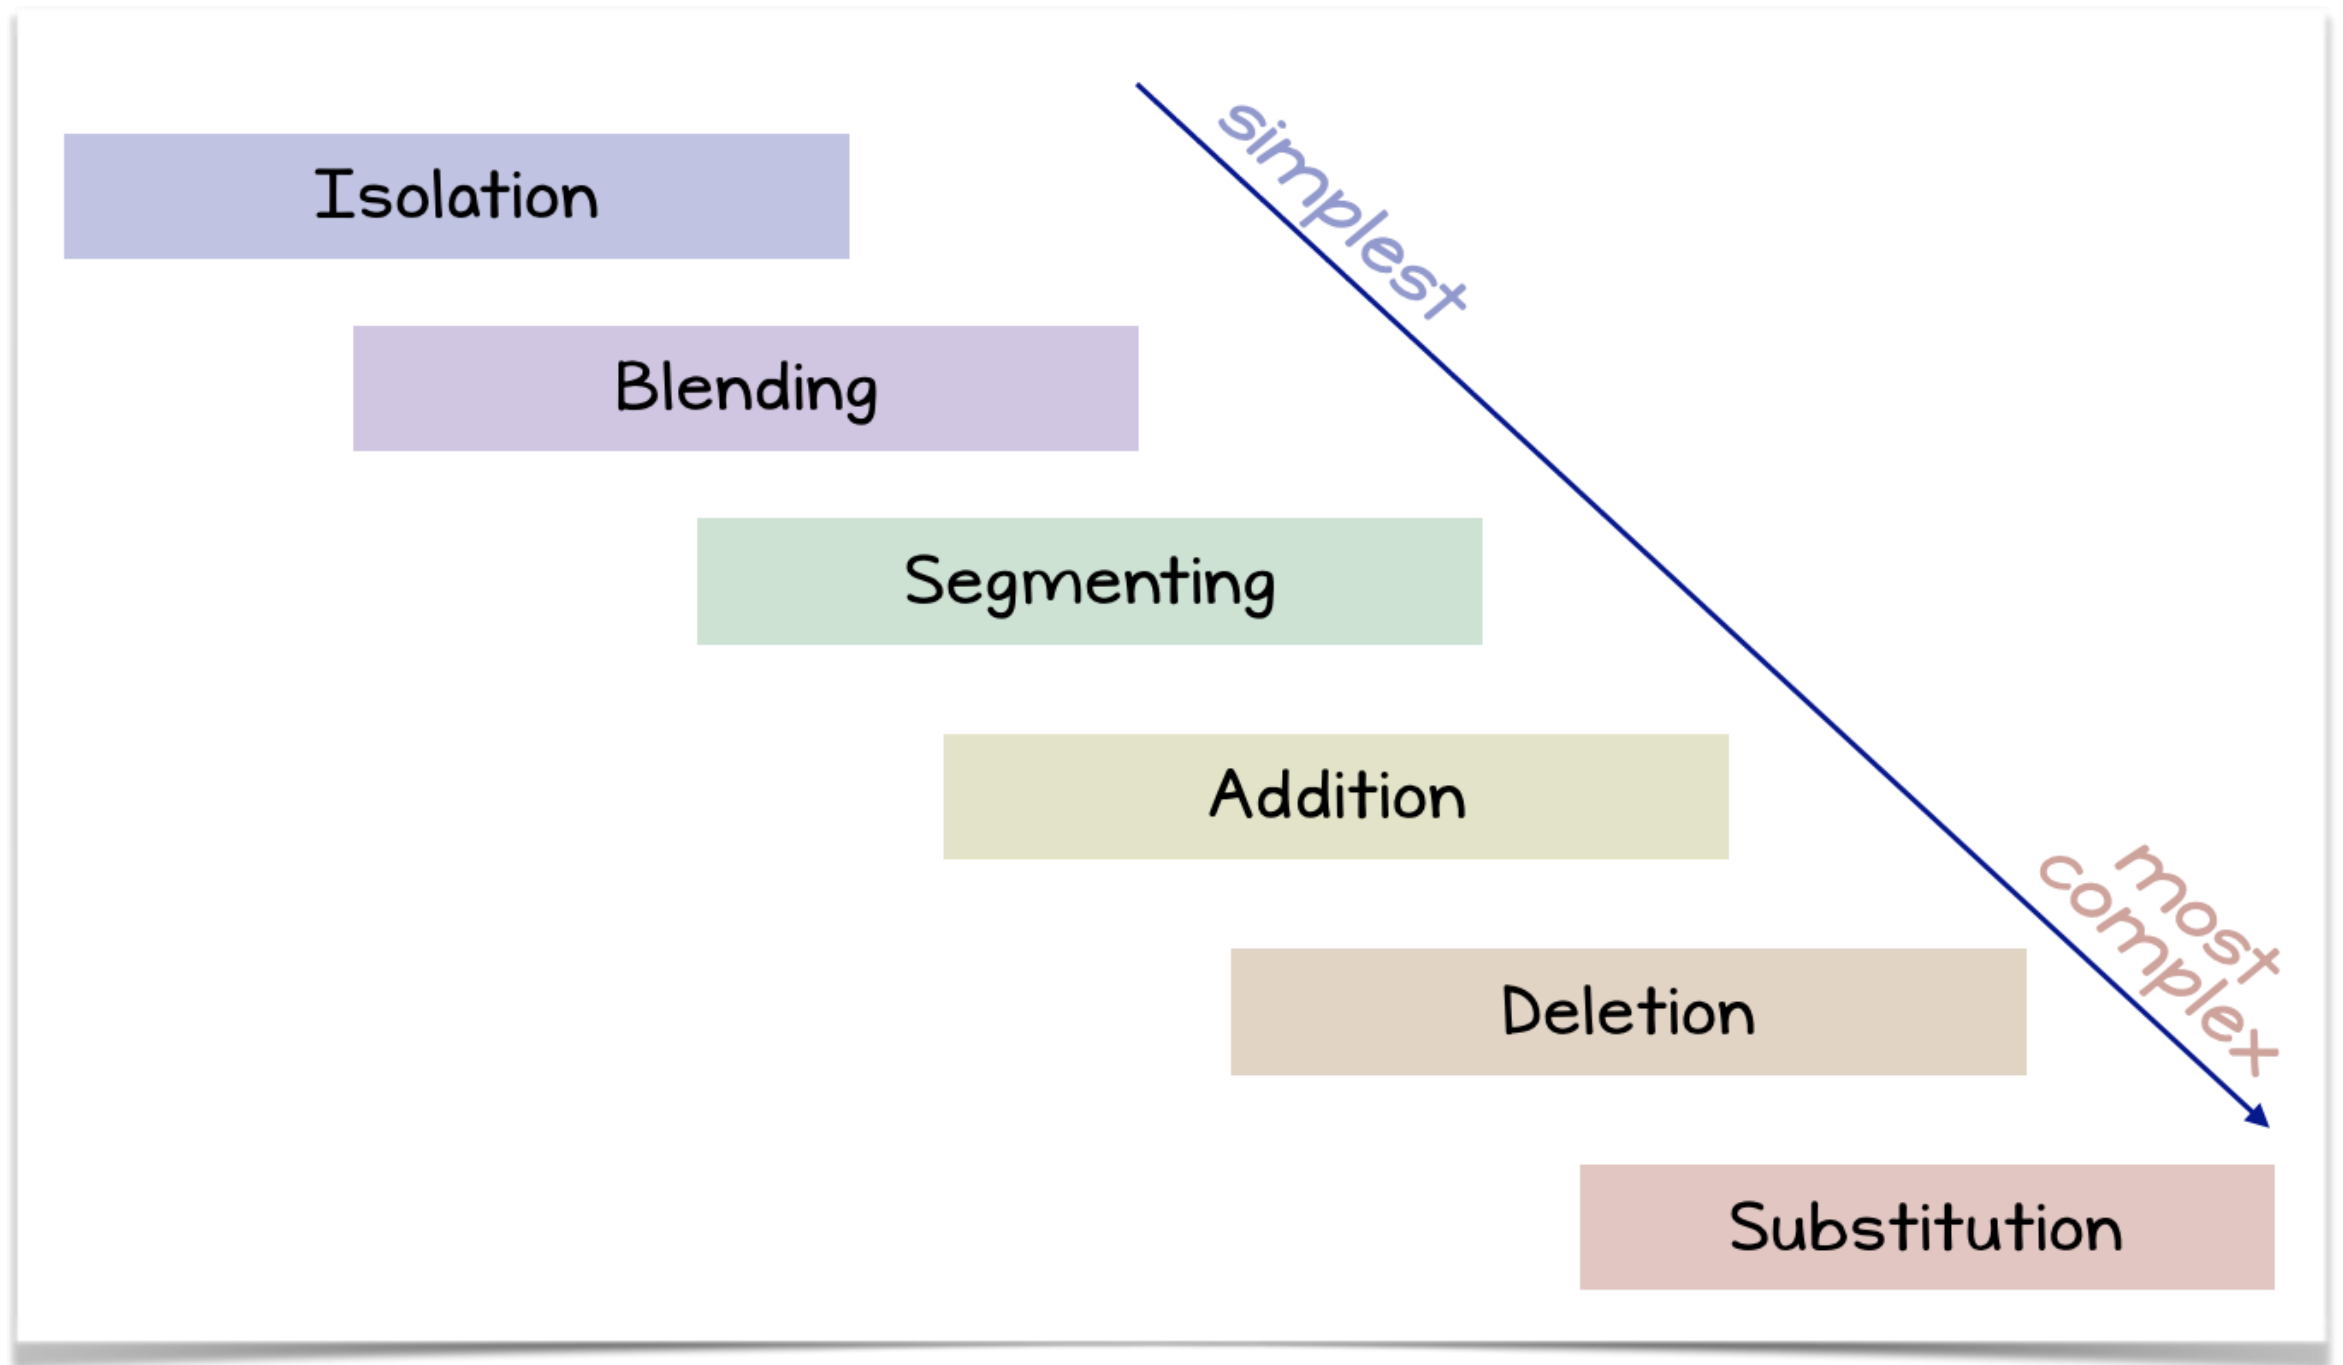 Isolation
simplest
Blending
Segmenting
Addition
most
complex
Deletion
Substitution